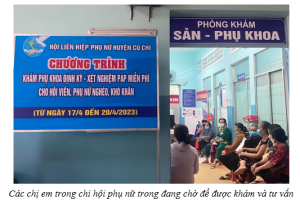 HỘI LIÊN HIỆP PHỤ NỮ HUYỆN CỦ CHI
CHƯƠNG TRÌNH
KHÁM PHỤ KHOA ĐỊNH KỲ - XÉT NGHIỆM PAP MIỄN PHÍ
CHO HỘI VIÊN, PHỤ NỮ NGHÈO, KHÓ KHĂN
(TỪ NGÀY 17/4 ĐẾN 20/4/2023)
PHÒNG KHÁM
SẢN - PHỤ KHOA
Các chị em trong chi hội phụ nữ trong đang chờ để được khám và tư vấn